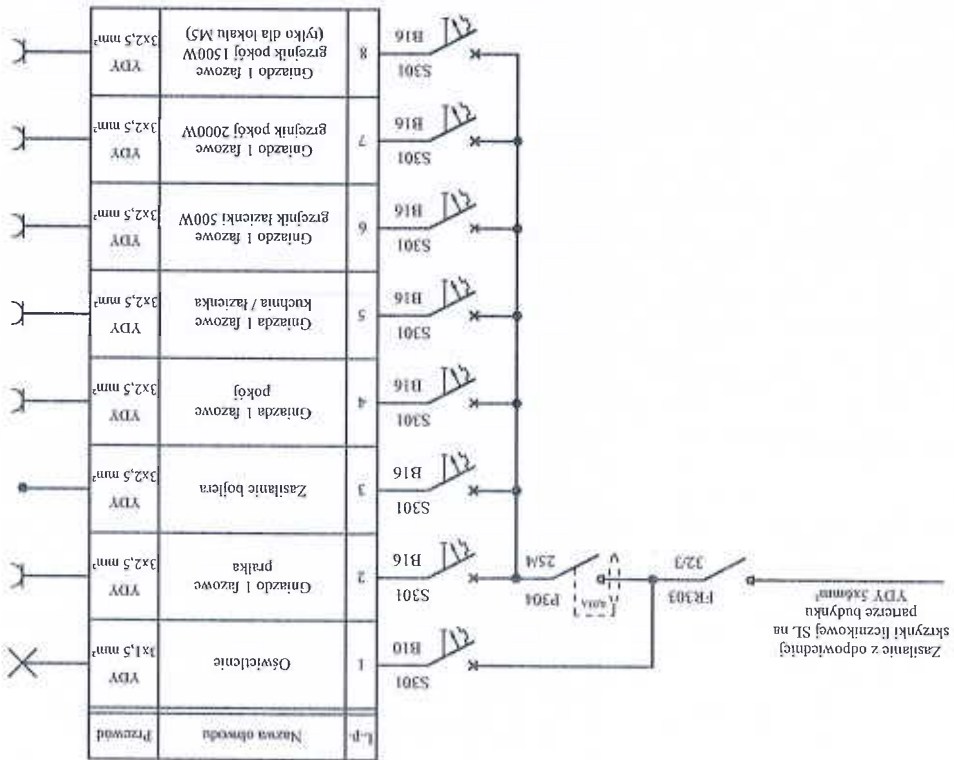 Zasilanie z odpowiedniej
skrzynki licznikowej SL na
parterze budynku
YDY 5x6mm²
FR303
32/3
P304
25/4
L.p.
Nazwa obwodu
Przewód
S301
B10
1
Oświetlenie
YDY
3x1,5 mm²
S301
B16
2
Gniazdo 1 fazowe
pralka
YDY
3x2,5 mm²
S301
B16
3
Zasilanie bojlera
YDY
3x2,5 mm²
S301
B16
4
Gniazda 1 fazowe
pokój
YDY
3x2,5 mm²
S301
B16
5
Gniazda 1 fazowe
kuchnia / łazienka
YDY
3x2,5 mm²
S301
B16
6
Gniazdo 1 fazowe
grzejnik łazienki 500W
YDY
3x2,5 mm²
S301
B16
7
Gniazdo 1 fazowe
grzejnik pokój 2000W
YDY
3x2,5 mm²
S301
B16
8
Gniazdo 1 fazowe
grzejnik pokój 1500W
(tylko dla lokalu M5)
YDY
3x2,5 mm²